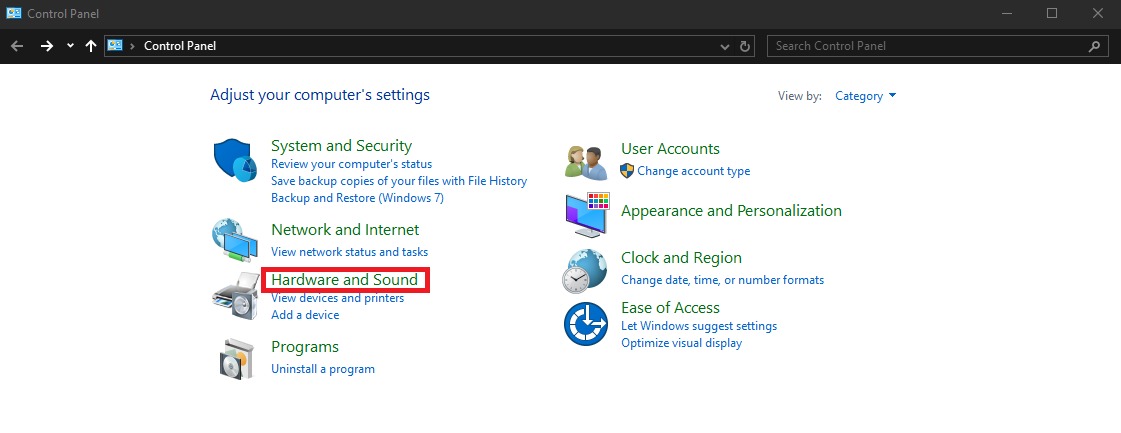 Control Panel
Control Panel
Search Control Panel
Adjust your computer's settings
View by: Category
System and Security
Review your computer's status
Save backup copies of your files with File History
Backup and Restore (Windows 7)
Network and Internet
View network status and tasks
Hardware and Sound
View devices and printers
Add a device
Programs
Uninstall a program
User Accounts
Change account type
Appearance and Personalization
Clock and Region
Change date, time, or number formats
Ease of Access
Let Windows suggest settings
Optimize visual display